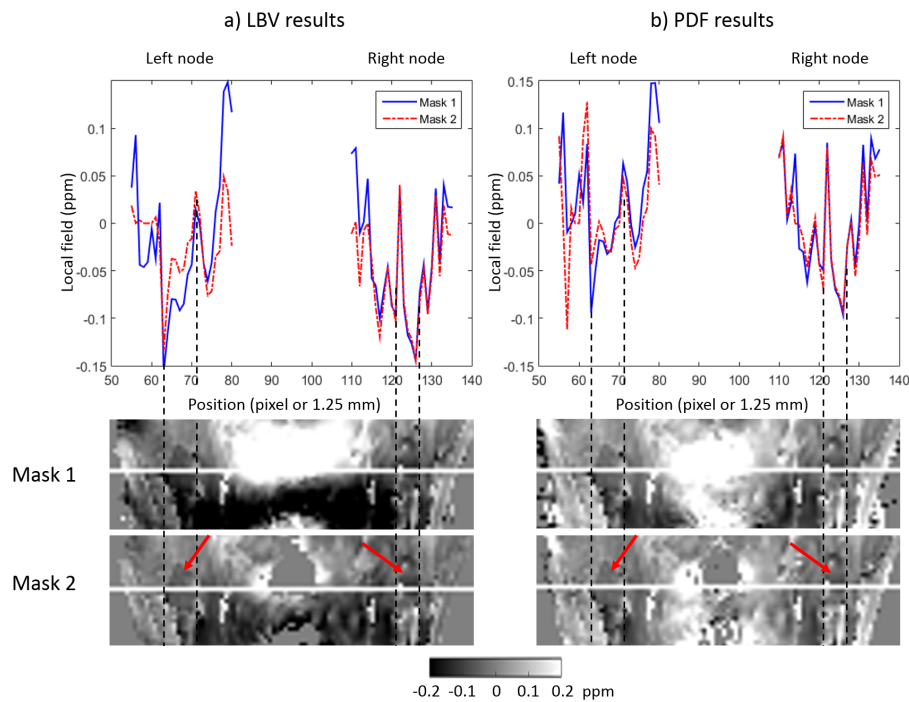 a) LBV results
b) PDF results
Left node
Right node
Left node
Right node
Local field (ppm)
0.1
0.05
0
-0.05
-0.1
-0.15
Mask 1
Mask 2
50 60 70 80 90 100 110 120 130 140
Local field (ppm)
0.15
0.1
0.05
0
-0.05
-0.1
-0.15
Mask 1
Mask 2
50 60 70 80 90 100 110 120 130 140
Position (pixel or 1.25 mm)
Position (pixel or 1.25 mm)
Mask 1
Mask 2
-0.2 -0.1 0 0.2 ppm